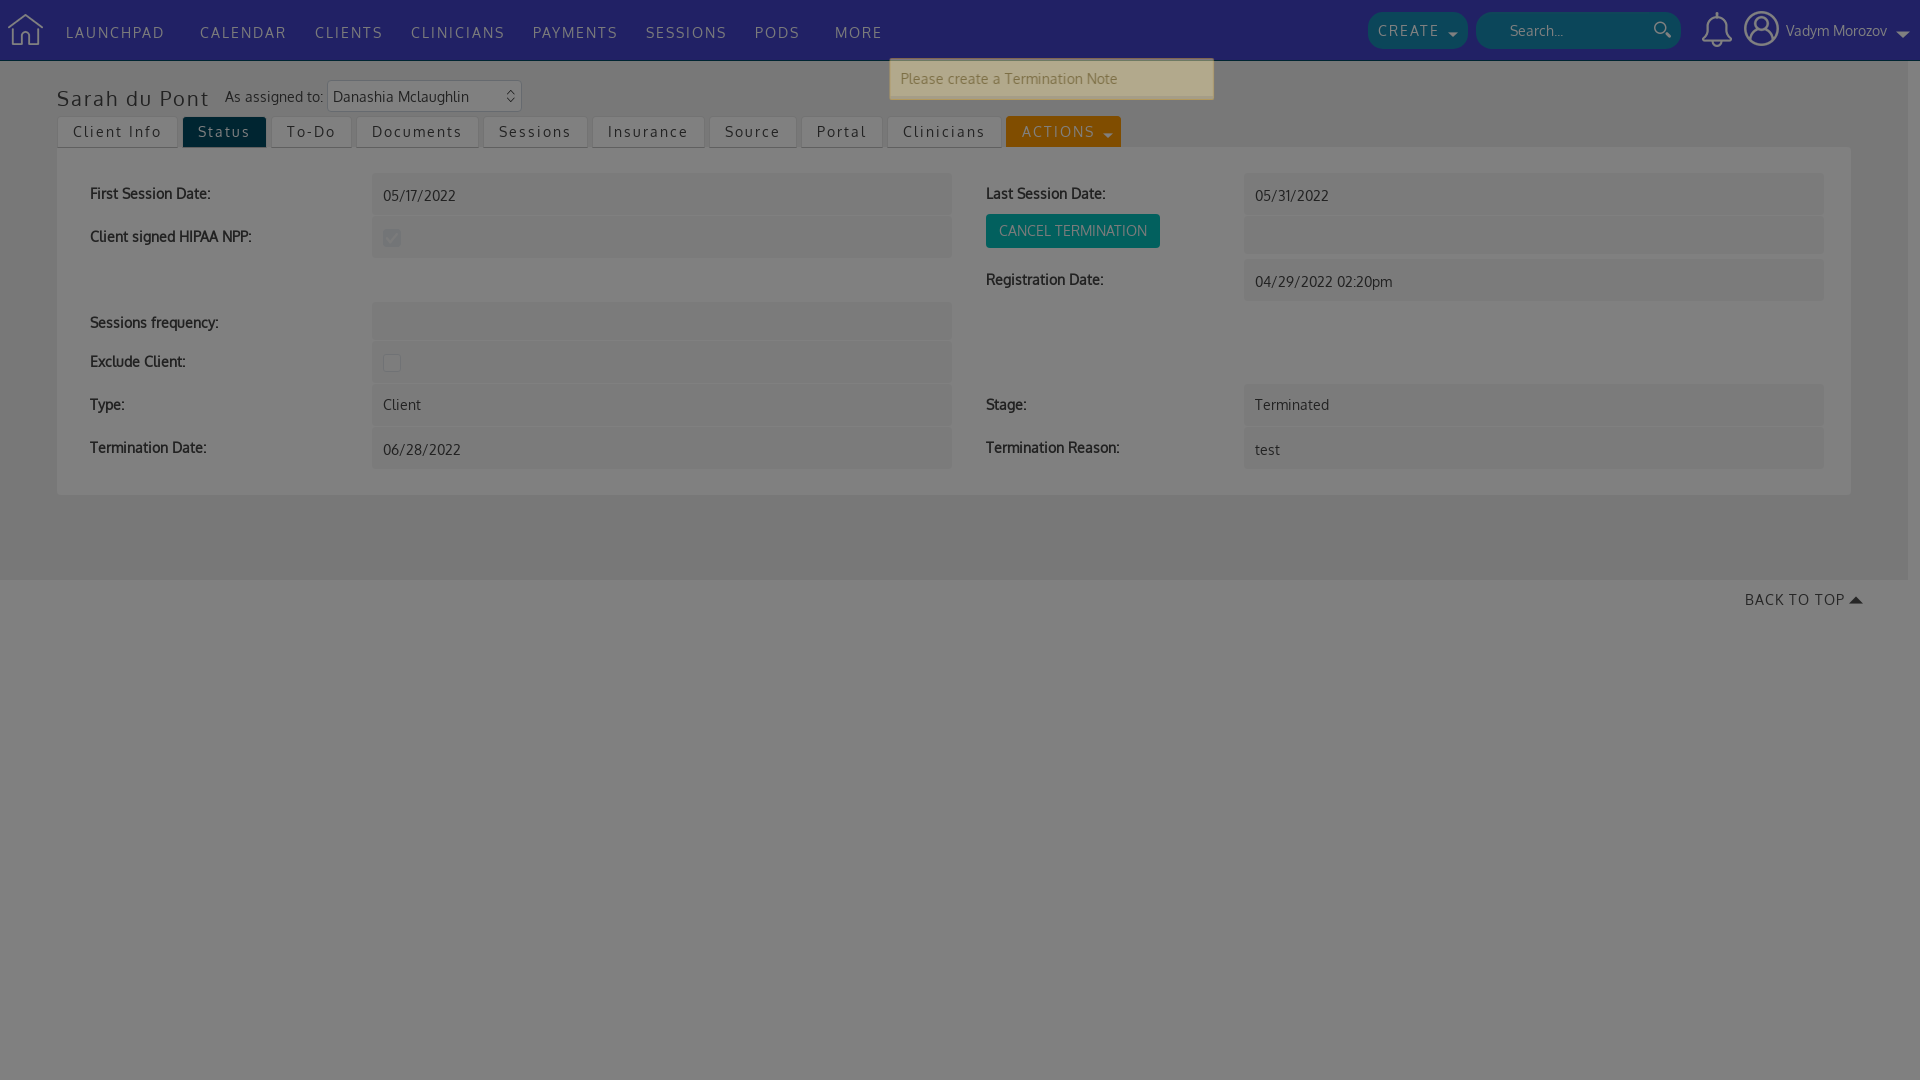 LAUNCHPAD CALENDAR CLIENTS CLINICIANS PAYMENTS SESSIONS PODS MORE CREATE Search... Vadym Morozov
Please create a Termination Note
Sarah du Pont As assigned to: Danashia Mclaughlin
Client Info Status To-Do Documents Sessions Insurance Source Portal Clinicians ACTIONS
First Session Date: 05/17/2022 Last Session Date: 05/31/2022
Client signed HIPAA NPP: CANCEL TERMINATION
Registration Date: 04/29/2022 02:20pm
Sessions frequency:
Exclude Client:
Type: Client Stage: Terminated
Termination Date: 06/28/2022 Termination Reason: test
BACK TO TOP